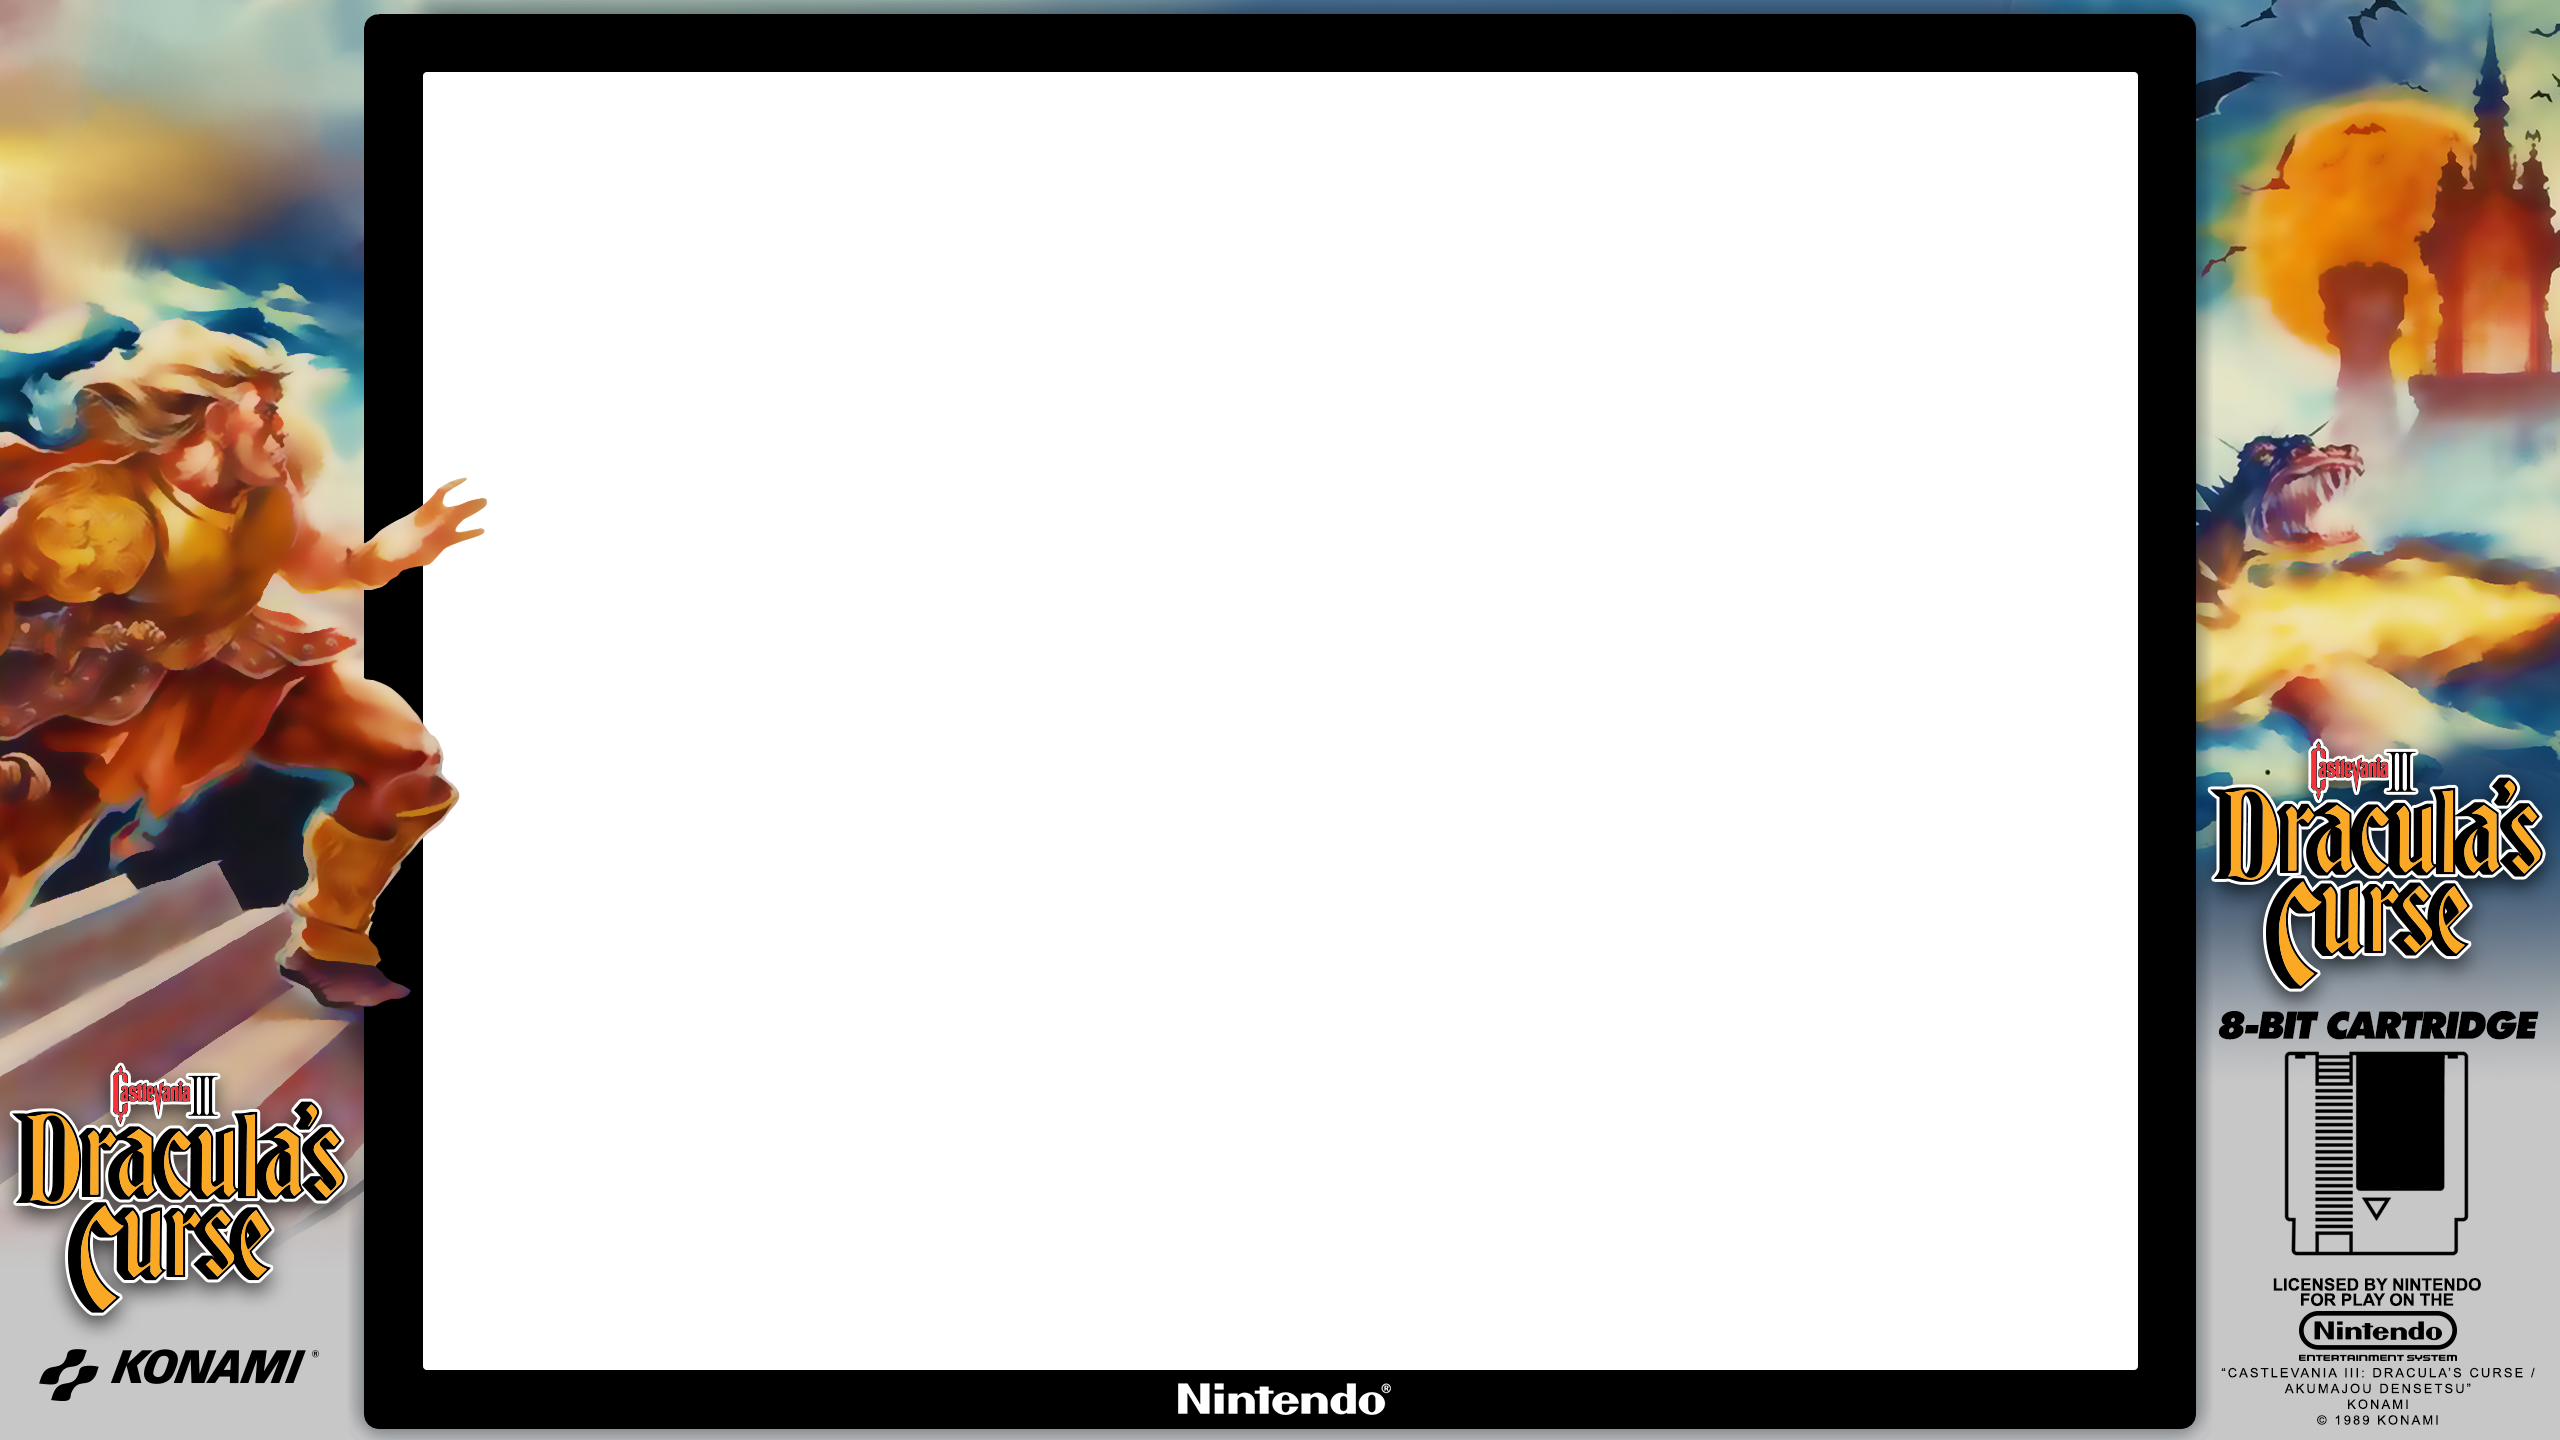 Castlevania III
Dracula's
Curse
KONAMI®
Nintendo®
Castlevania III
Dracula's
Curse
8-BIT CARTRIDGE
LICENSED BY NINTENDO
FOR PLAY ON THE
Nintendo
ENTERTAINMENT SYSTEM
“CASTLEVANIA III: DRACULA’S CURSE /
AKUMAJOU DENSETSU”
KONAMI
© 1989 KONAMI